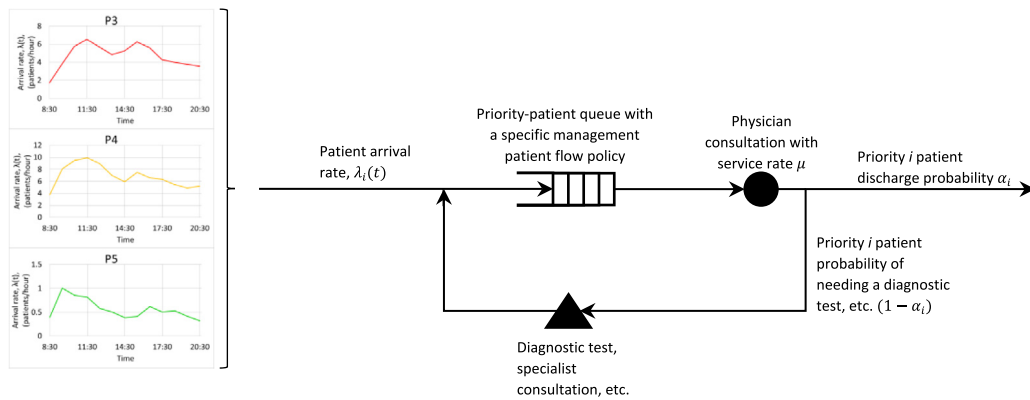 P3
Arrival rate, λ(t),
(patients/hour)
8
6
4
2
0
8:30 11:30 14:30 17:30 20:30
Time
P4
Arrival rate, λ(t),
(patients/hour)
12
10
8
6
4
2
0
8:30 11:30 14:30 17:30 20:30
Time
P5
Arrival rate, λ(t),
(patients/hour)
1.5
1
0.5
0
8:30 11:30 14:30 17:30 20:30
Time
Patient arrival
rate, λᵢ(t)
Priority-patient queue with
a specific management
patient flow policy
Physician
consultation with
service rate μ
Priority i patient
discharge probability αᵢ
Priority i patient
probability of
needing a diagnostic
test, etc. (1 − αᵢ)
Diagnostic test,
specialist
consultation, etc.